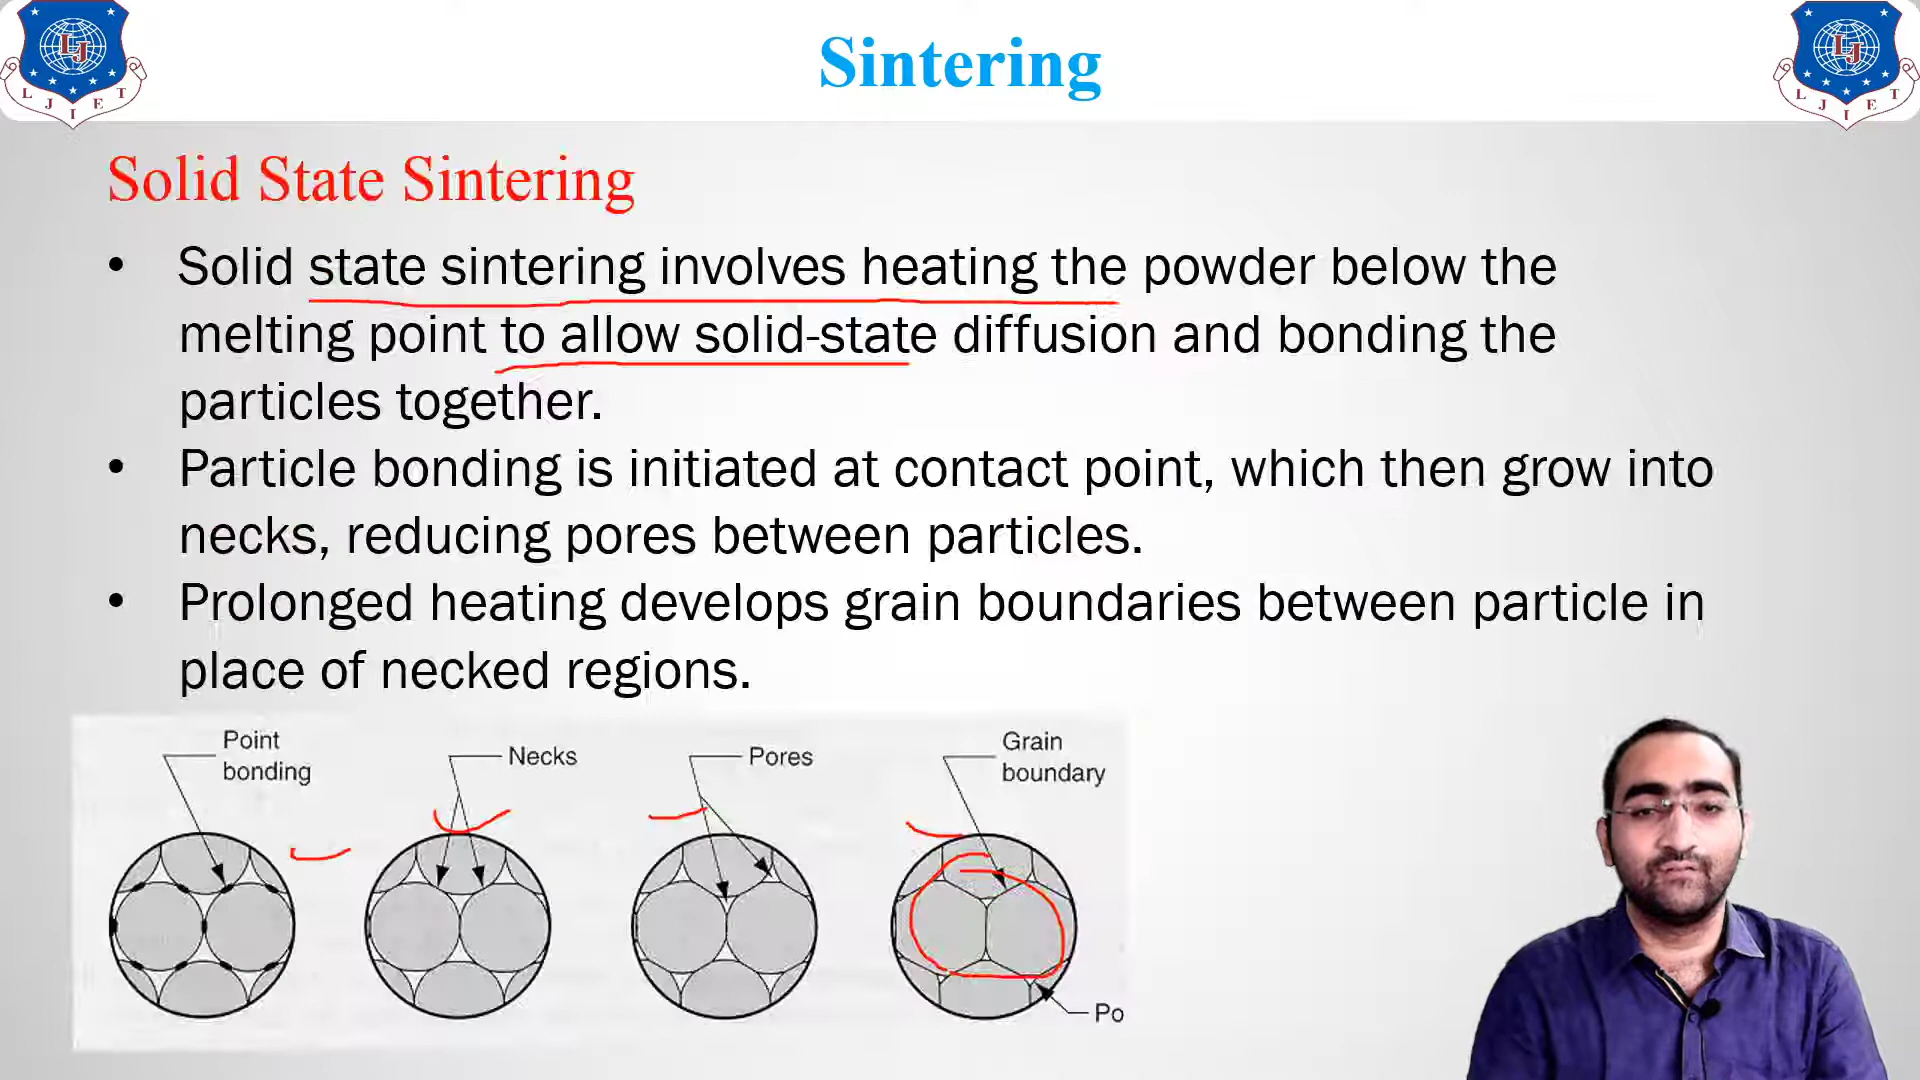 L J I E T
Sintering
L J I E T
Solid State Sintering
• Solid state sintering involves heating the powder below the
melting point to allow solid-state diffusion and bonding the
particles together.
• Particle bonding is initiated at contact point, which then grow into
necks, reducing pores between particles.
• Prolonged heating develops grain boundaries between particle in
place of necked regions.
Point
bonding
Necks
Pores
Grain
boundary
Po